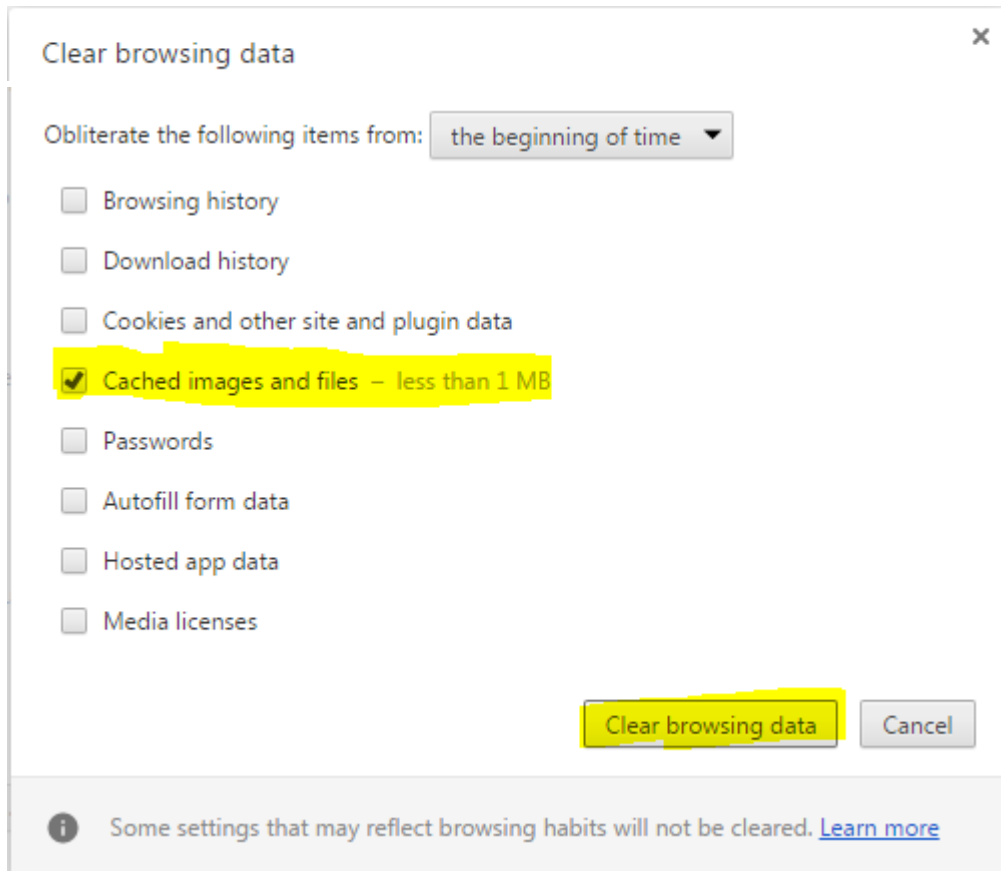 Clear browsing data
Obliterate the following items from: the beginning of time
Browsing history
Download history
Cookies and other site and plugin data
Cached images and files – less than 1 MB
Passwords
Autofill form data
Hosted app data
Media licenses
Clear browsing data Cancel
Some settings that may reflect browsing habits will not be cleared. Learn more